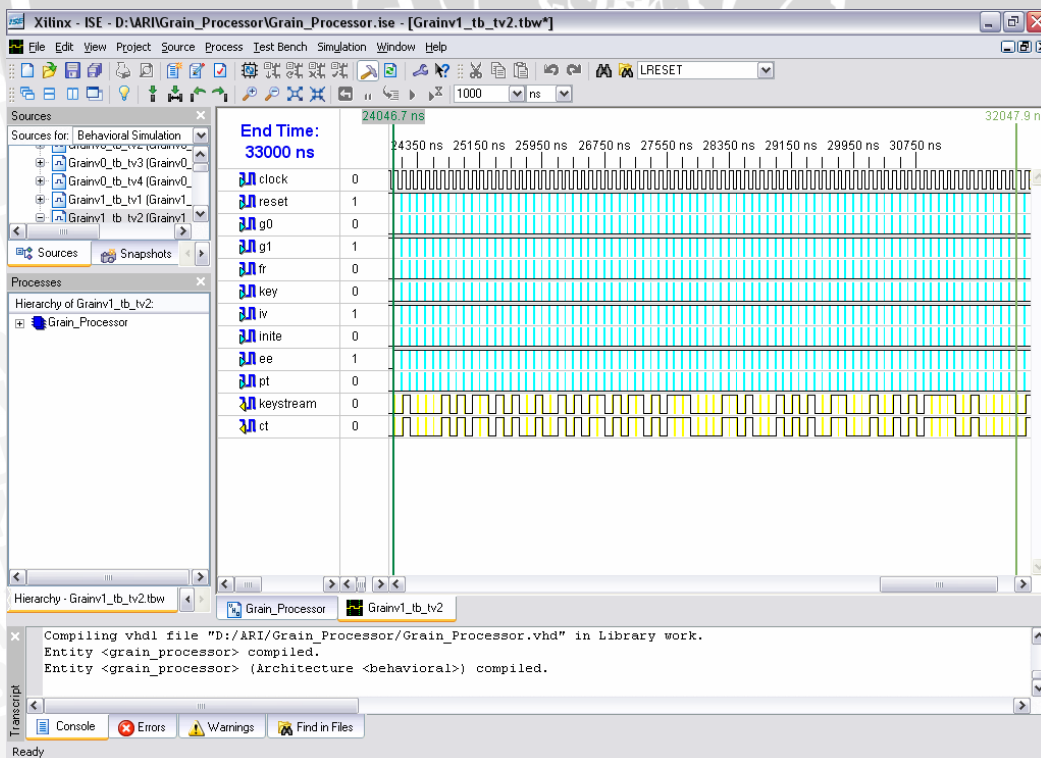 Xilinx - ISE - D:\ARI\Grain_Processor\Grain_Processor.ise - [Grainv1_tb_tv2.tbw*]
File Edit View Project Source Process Test Bench Simulation Window Help
LRESET
1000 ns
Sources
Sources for: Behavioral Simulation
Grainv0_tb_tv2 (Grainv0_
Grainv0_tb_tv3 (Grainv0_
Grainv0_tb_tv4 (Grainv0_
Grainv1_tb_tv1 (Grainv1_
Grainv1_tb_tv2 (Grainv1
Sources Snapshots
Processes
Hierarchy of Grainv1_tb_tv2:
Grain_Processor
Hierarchy - Grainv1_tb_tv2.tbw
End Time:
33000 ns
24046.7 ns 32047.9 n
24350 ns 25150 ns 25950 ns 26750 ns 27550 ns 28350 ns 29150 ns 29950 ns 30750 ns
clock 0
reset 1
g0 0
g1 1
fr 0
key 0
iv 1
inite 0
ee 1
pt 0
keystream 0
ct 0
Grain_Processor Grainv1_tb_tv2
Compiling vhdl file "D:/ARI/Grain_Processor/Grain_Processor.vhd" in Library work.
Entity <grain_processor> compiled.
Entity <grain_processor> (Architecture <behavioral>) compiled.
Transcript
Console Errors Warnings Find in Files
Ready